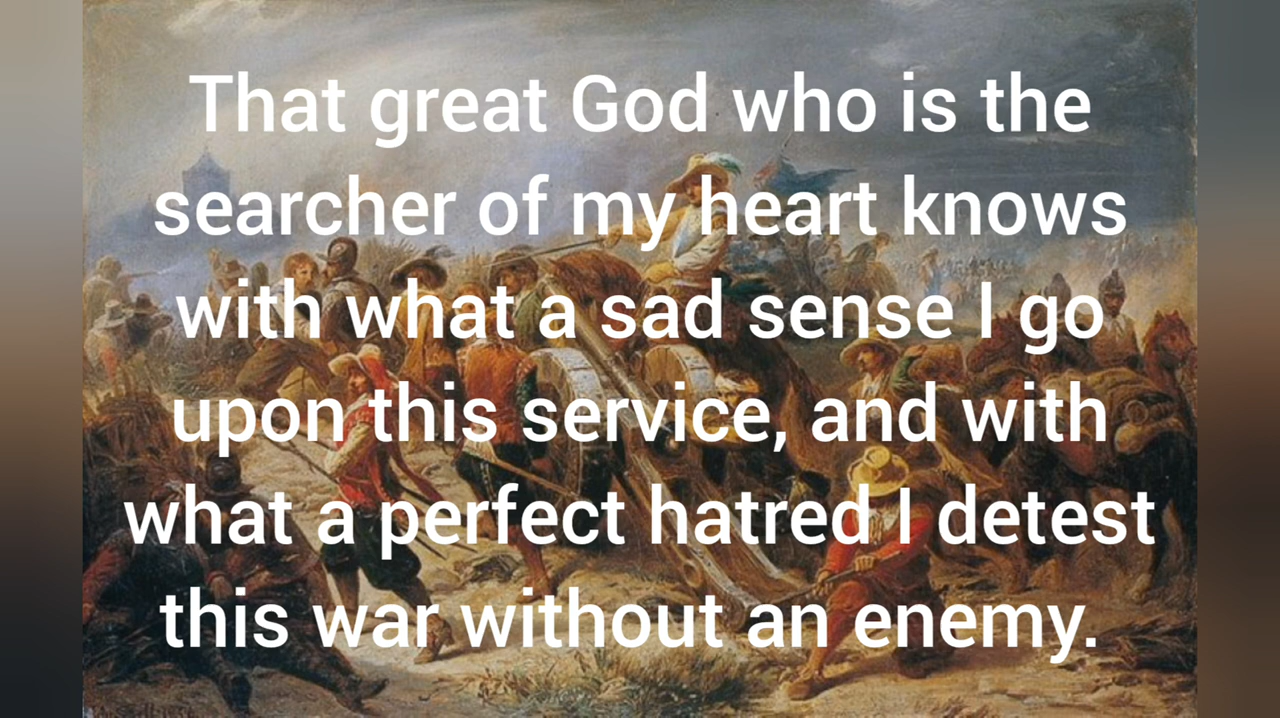 That great God who is the
searcher of my heart knows
with what a sad sense I go
upon this service, and with
what a perfect hatred I detest
this war without an enemy.